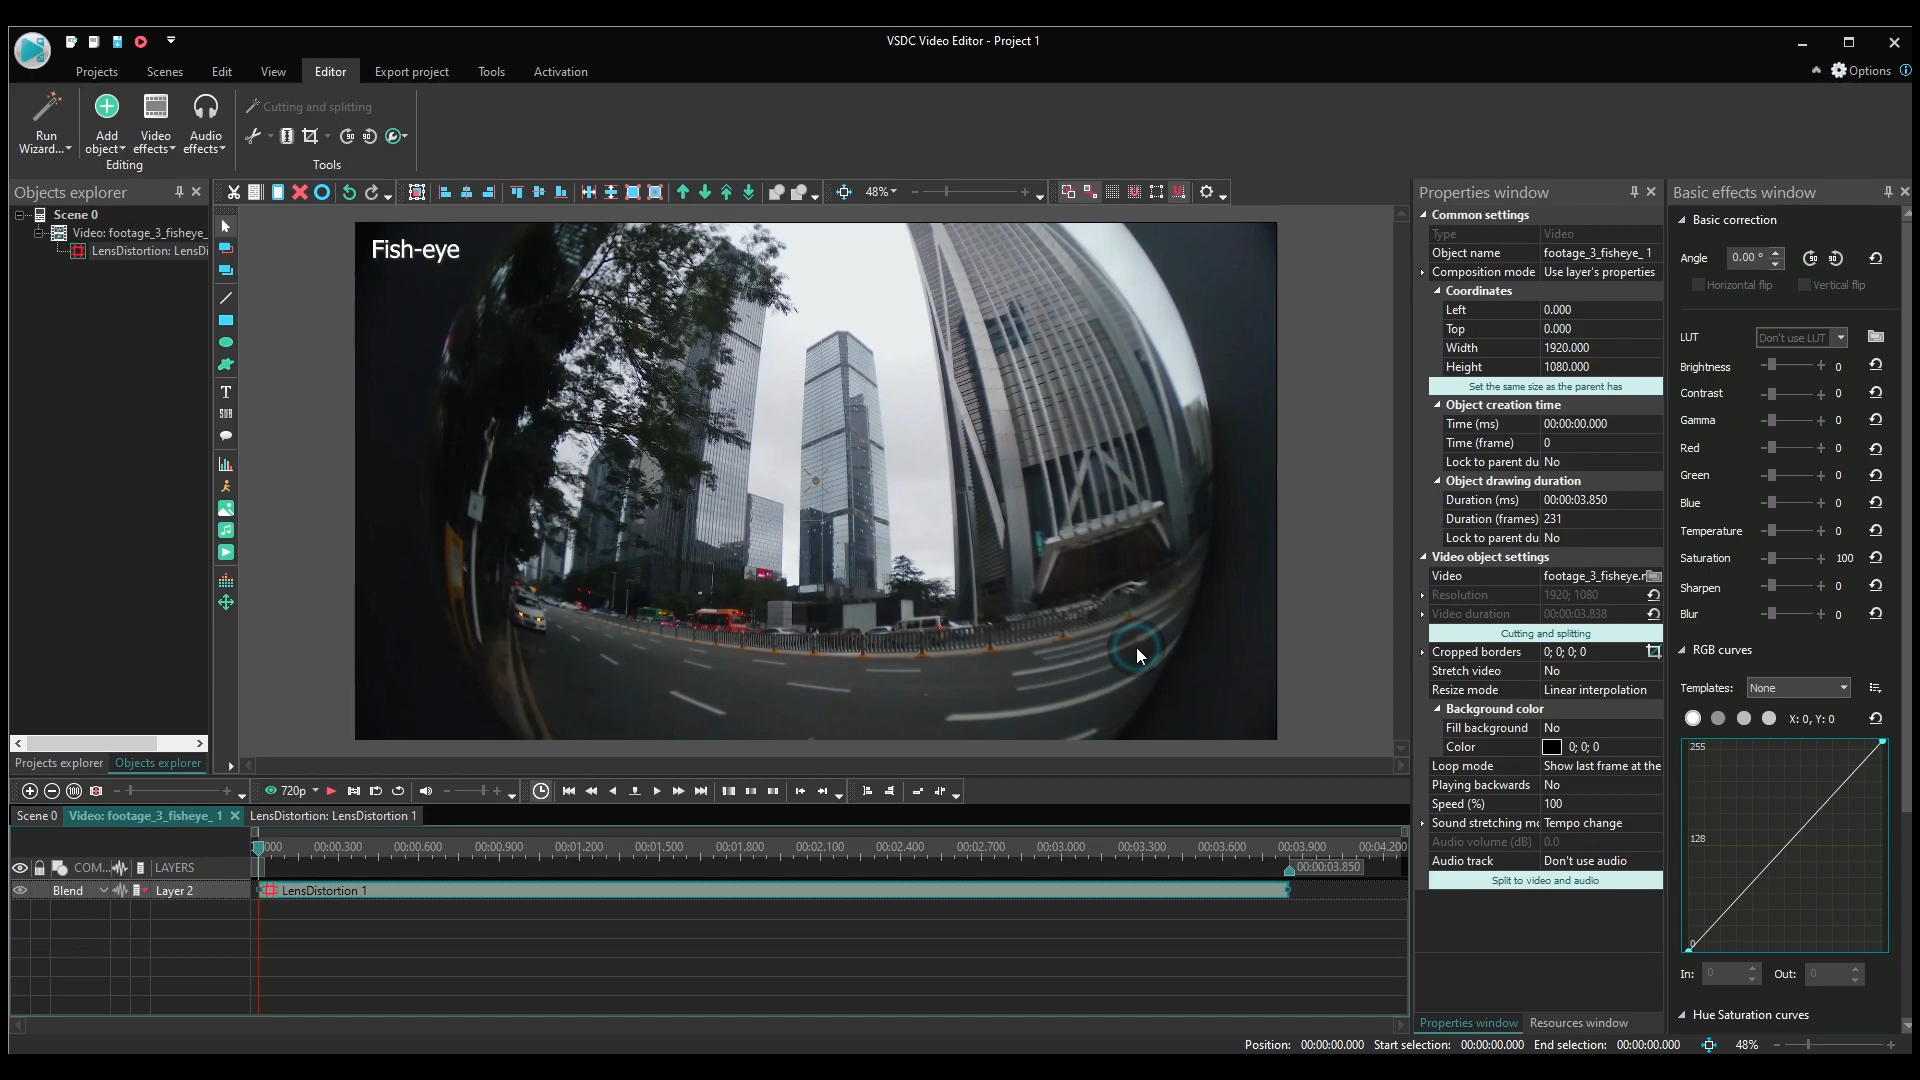 VSDC Video Editor - Project 1
Projects Scenes Edit View Editor Export project Tools Activation Options
Run Wizard...
Add object
Video effects
Audio effects
Cutting and splitting
Editing
Tools
Objects explorer
Scene 0
Video: footage_3_fisheye_
LensDistortion: LensDi
48%
Fish-eye
T
SUB
Projects explorer Objects explorer
Properties window
Common settings
Type Video
Object name footage_3_fisheye_ 1
Composition mode Use layer's properties
Coordinates
Left 0.000
Top 0.000
Width 1920.000
Height 1080.000
Set the same size as the parent has
Object creation time
Time (ms) 00:00:00.000
Time (frame) 0
Lock to parent du No
Object drawing duration
Duration (ms) 00:00:03.850
Duration (frames) 231
Lock to parent du No
Video object settings
Video footage_3_fisheye.r
Resolution 1920; 1080
Video duration 00:00:03.838
Cutting and splitting
Cropped borders 0; 0; 0; 0
Stretch video No
Resize mode Linear interpolation
Background color
Fill background No
Color 0; 0; 0
Loop mode Show last frame at the
Playing backwards No
Speed (%) 100
Sound stretching mo Tempo change
Audio volume (dB) 0.0
Audio track Don't use audio
Split to video and audio
Properties window Resources window
Basic effects window
Basic correction
Angle 0.00 ° 90 90
Horizontal flip Vertical flip
LUT Don't use LUT
Brightness 0
Contrast 0
Gamma 0
Red 0
Green 0
Blue 0
Temperature 0
Saturation 100
Sharpen 0
Blur 0
RGB curves
Templates: None
X: 0, Y: 0
255
128
0
In: 0 Out: 0
Hue Saturation curves
720p
Scene 0 Video: footage_3_fisheye_ 1 LensDistortion: LensDistortion 1
000 00:00.300 00:00.600 00:00.900 00:01.200 00:01.500 00:01.800 00:02.100 00:02.400 00:02.700 00:03.000 00:03.300 00:03.600 00:03.900 00:04.200
COM... LAYERS
00:00:03.850
Blend Layer 2 LensDistortion 1
Position: 00:00:00.000 Start selection: 00:00:00.000 End selection: 00:00:00.000 48%